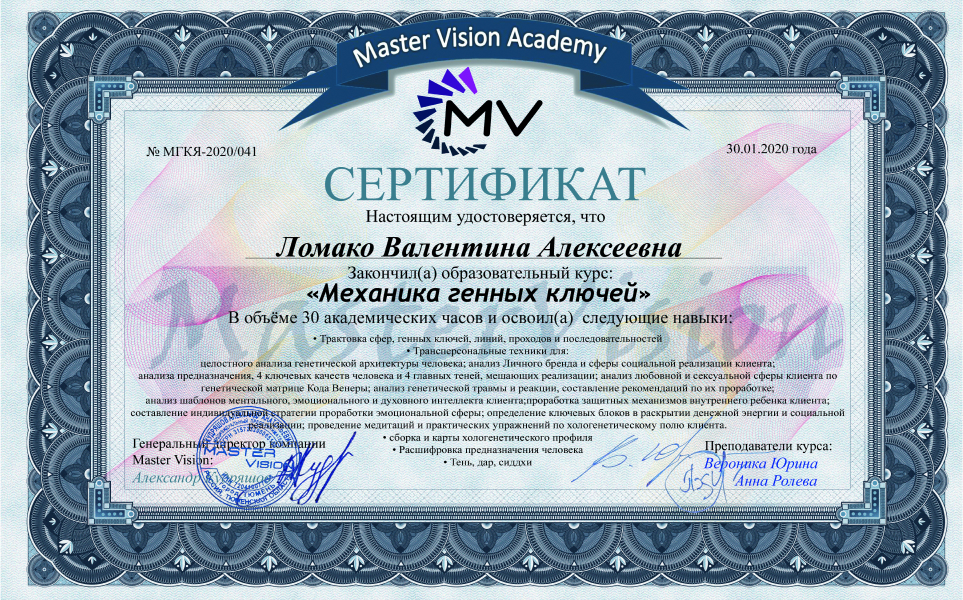 Master Vision Academy
MV
№ МГКЯ-2020/041
30.01.2020 года
СЕРТИФИКАТ
Настоящим удостоверяется, что
Ломако Валентина Алексеевна
Закончил(а) образовательный курс:
«Механика генных ключей»
В объёме 30 академических часов и освоил(а) следующие навыки:
MasterVision
• Трактовка сфер, генных ключей, линий, проходов и последовательностей
• Трансперсональные техники для:
целостного анализа генетической архитектуры человека; анализ Личного бренда и сферы социальной реализации клиента;
анализа предназначения, 4 ключевых качеств человека и 4 главных теней, мешающих реализации; анализ любовной и сексуальной сферы клиента по
генетической матрице Кода Венеры; анализ генетической травмы и реакции, составление рекомендаций по их проработке;
анализ шаблонов ментального, эмоционального и духовного интеллекта клиента;проработка защитных механизмов внутреннего ребенка клиента;
составление индивидуальной стратегии проработки эмоциональной сферы; определение ключевых блоков в раскрытии денежной энергии и социальной
реализации; проведение медитаций и практических упражнений по хологенетическому полю клиента.
• сборка и карты хологенетического профиля
• Расшифровка предназначения человека
• Тень, дар, сиддхи
Генеральный директор компании
Master Vision:
Александр
MASTER
VISION
Преподаватели курса:
Вероника Юрина
Анна Ролева